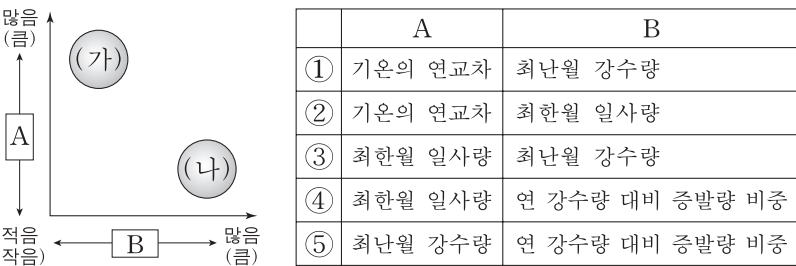 많음
(큼)
(가)
A
(나)
적음
작음)
B
많음
(큼)
A B
① 기온의 연교차 최난월 강수량
② 기온의 연교차 최한월 일사량
③ 최한월 일사량 최난월 강수량
④ 최한월 일사량 연 강수량 대비 증발량 비중
⑤ 최난월 강수량 연 강수량 대비 증발량 비중